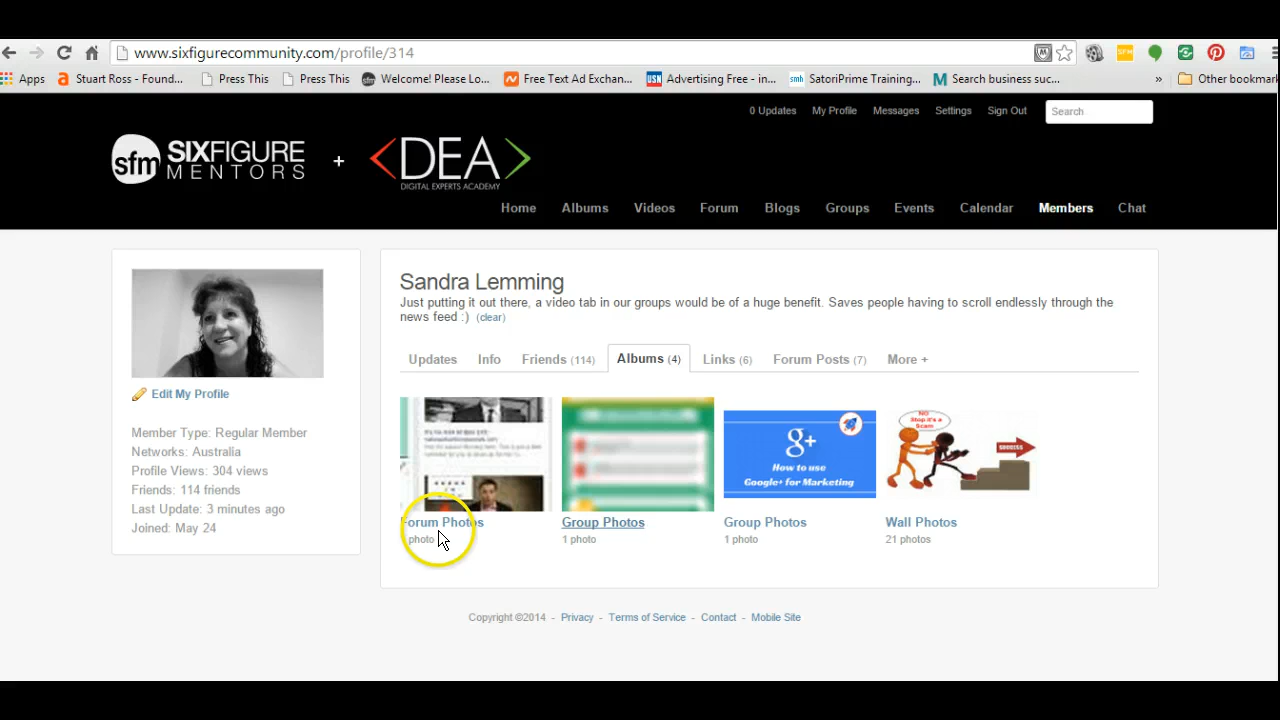 www.sixfigurecommunity.com/profile/314
Apps
Stuart Ross - Found...
Press This
Press This
Welcome! Please Lo...
Free Text Ad Exchan...
Advertising Free - in...
SatoriPrime Training...
Search business suc...
»
Other bookmar
0 Updates
My Profile
Messages
Settings
Sign Out
Search
sfm SIXFIGURE
MENTORS
+
<DEA>
DIGITAL EXPERTS ACADEMY
Home
Albums
Videos
Forum
Blogs
Groups
Events
Calendar
Members
Chat
Edit My Profile
Member Type: Regular Member
Networks: Australia
Profile Views: 304 views
Friends: 114 friends
Last Update: 3 minutes ago
Joined: May 24
Sandra Lemming
Just putting it out there, a video tab in our groups would be of a huge benefit. Saves people having to scroll endlessly through the
news feed :) (clear)
Updates
Info
Friends (114)
Albums (4)
Links (6)
Forum Posts (7)
More +
g+
How to use
Google+ for Marketing
NO
Stop it's a
Scam
SUCCESS
Forum Photos
photo
Group Photos
1 photo
Group Photos
1 photo
Wall Photos
21 photos
Copyright ©2014 - Privacy - Terms of Service - Contact - Mobile Site